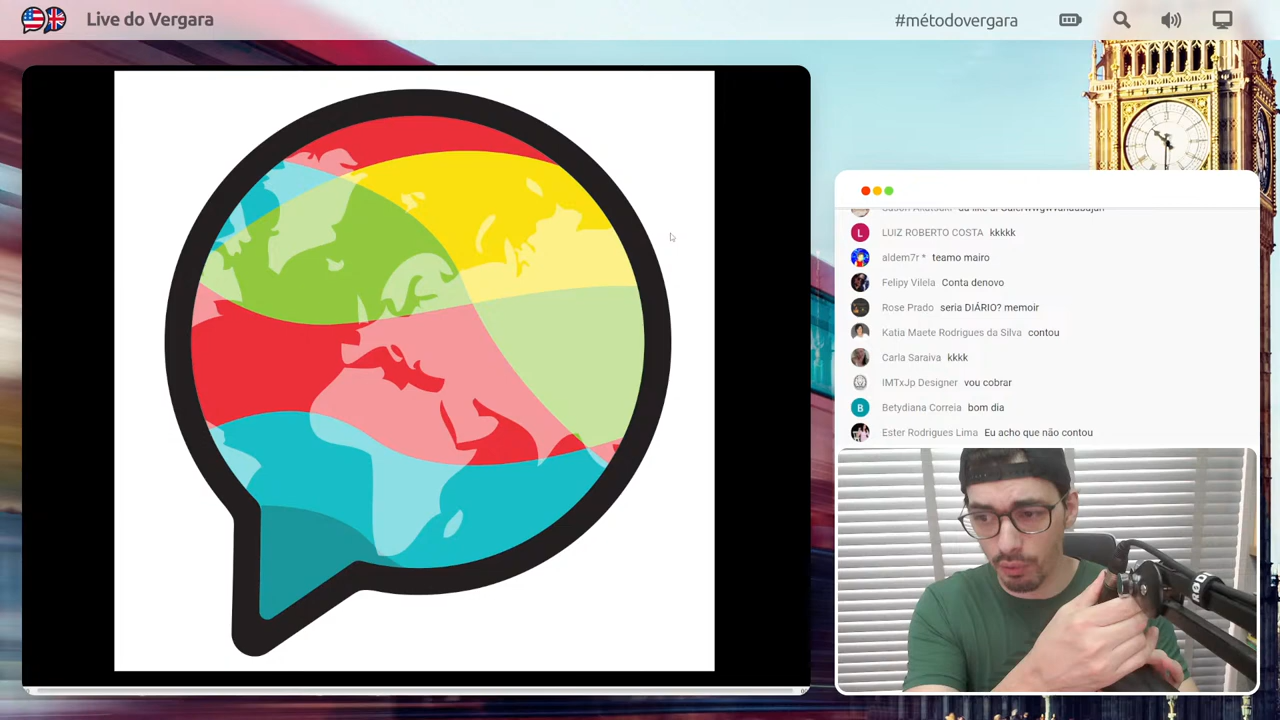 Live do Vergara
#métodovergara
LUIZ ROBERTO COSTA kkkkk
aldem7r * teamo mairo
Felipy Vilela Conta denovo
Rose Prado seria DIÁRIO? memoir
Katia Maete Rodrigues da Silva contou
Carla Saraiva kkkk
IMTxJp Designer vou cobrar
B
Betydiana Correia bom dia
Ester Rodrigues Lima Eu acho que não contou
RØDE